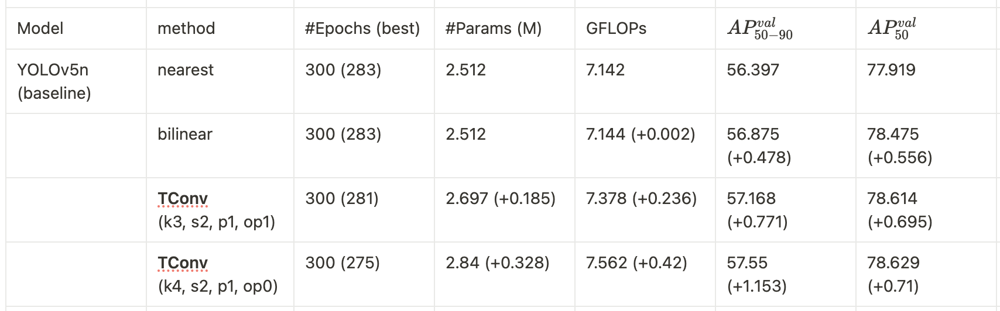 Model	method	#Epochs (best)	#Params (M)	GFLOPs	AP^{val}_{50-90}	AP^{val}_{50}
YOLOv5n	nearest	300 (283)	2.512	7.142	56.397	77.919
(baseline)
bilinear	300 (283)	2.512	7.144 (+0.002)	56.875	78.475
(+0.478)	(+0.556)
TConv	300 (281)	2.697 (+0.185)	7.378 (+0.236)	57.168	78.614
(k3, s2, p1, op1)	(+0.771)	(+0.695)
TConv	300 (275)	2.84 (+0.328)	7.562 (+0.42)	57.55	78.629
(k4, s2, p1, op0)	(+1.153)	(+0.71)